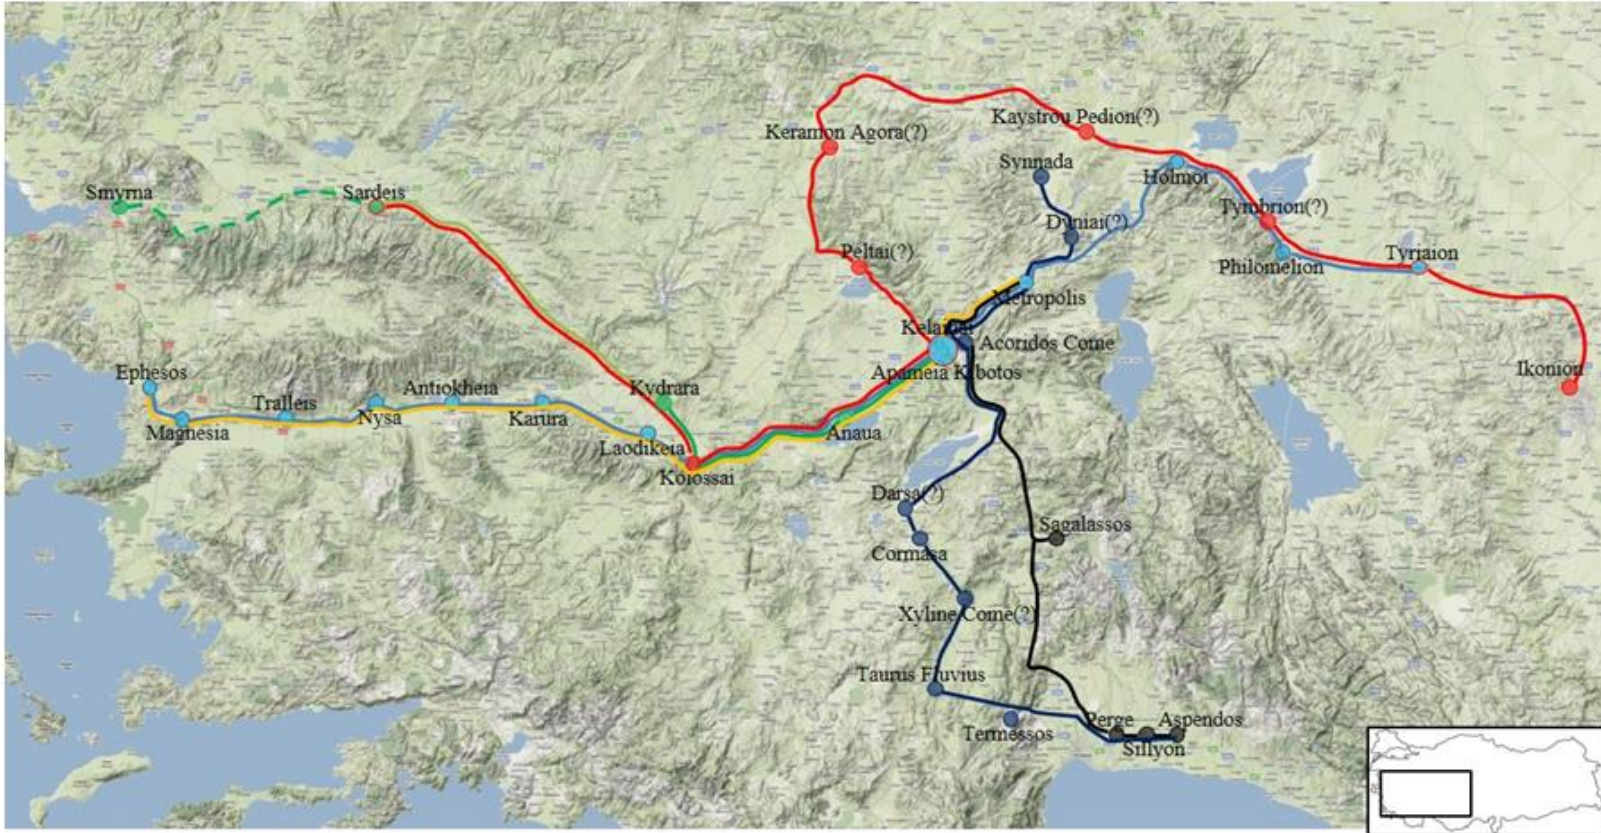 Kaystrou Pedion(?)
Keramon Agora(?)
Synnada
Holmoi
Smyrna
Sardeis
Tymbrion(?)
Dyniai(?)
Peltai(?)
Tyriaion
Philomelion
Metropolis
Kelainai
Acoridos Come
Ikonion
Ephesos
Apameia Kibotos
Antiokheia
Kydrara
Tralleis
Nysa
Karura
Magnesia
Anaua
Laodikeia
Kolossai
Darsa(?)
Sagalassos
Cormasa
Xyline Come(?)
Taurus Fluvius
Perge
Aspendos
Termessos
Sillyon